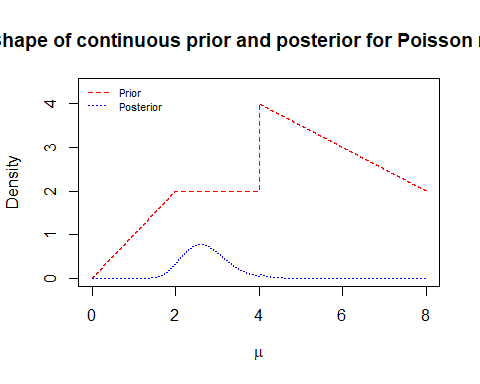 hape of continuous prior and posterior for Poisson
Prior
Posterior
Density
0 1 2 3 4
0 2 4 6 8
μ